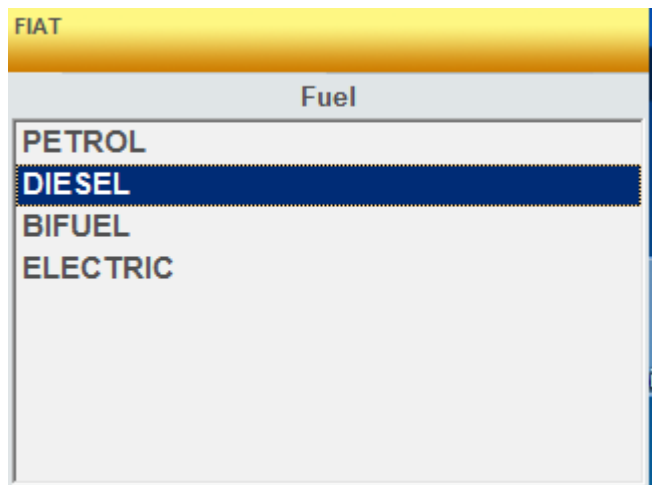 FIAT
Fuel
PETROL
DIESEL
BIFUEL
ELECTRIC